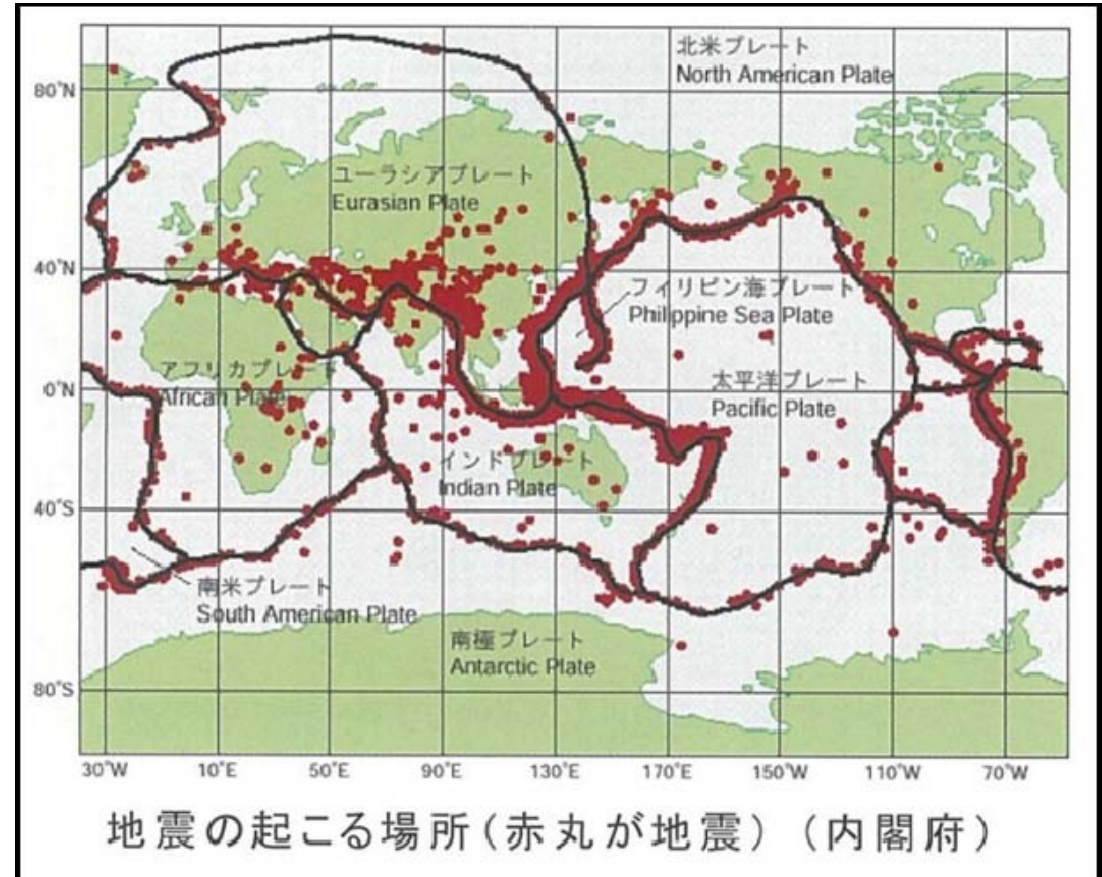 北米プレート
North American Plate
80°N
ユーラシアプレート
Eurasian Plate
40°N
フィリピン海プレート
Philippine Sea Plate
アフリカプレート
African Plate
0°N
太平洋プレート
Pacific Plate
インドプレート
Indian Plate
40°S
南米プレート
South American Plate
南極プレート
Antarctic Plate
80°S
30°W 10°E 50°E 90°E 130°E 170°E 150°W 110°W 70°W
地震の起こる場所(赤丸が地震) (内閣府)